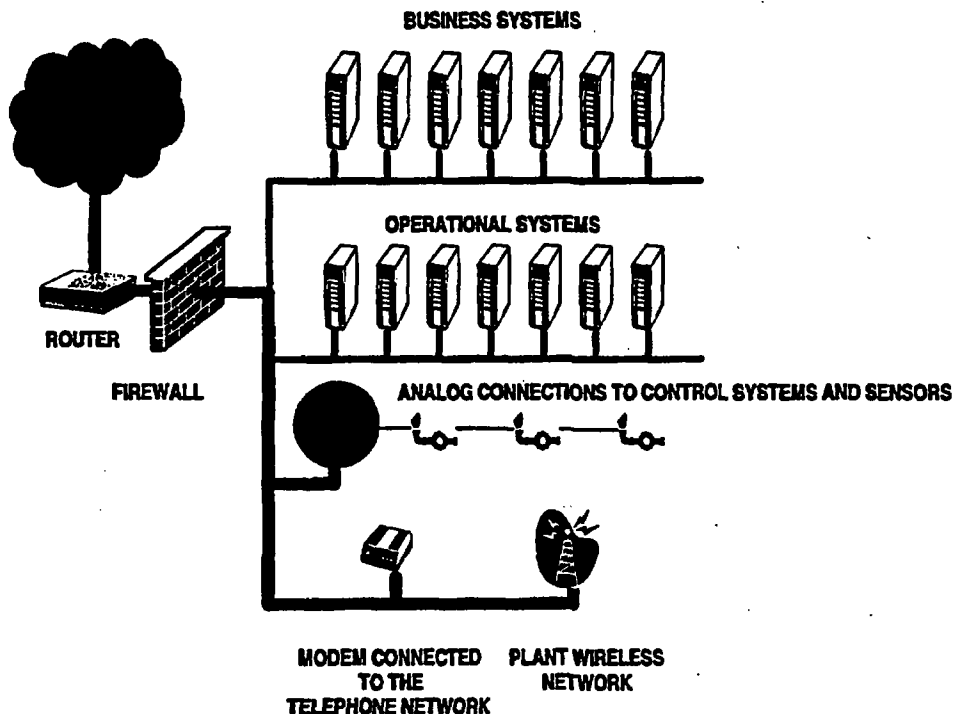 BUSINESS SYSTEMS
OPERATIONAL SYSTEMS
ROUTER
FIREWALL
ANALOG CONNECTIONS TO CONTROL SYSTEMS AND SENSORS
MODEM CONNECTED
TO THE
TELEPHONE NETWORK
PLANT WIRELESS
NETWORK